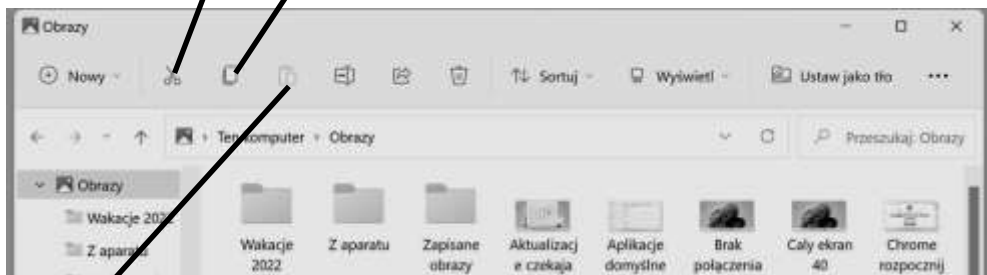 Obrazy
Nowy
Sortuj
Wyświetl
Ustaw jako tło
Ten komputer › Obrazy
Przeszukaj: Obrazy
Obrazy
Wakacje 2022
Z aparatu
Wakacje 2022
Z aparatu
Zapisane obrazy
Aktualizacj e czekaja
Aplikacje domyślne
Brak połączenia
Caly ekran 40
Chrome rozpocznij